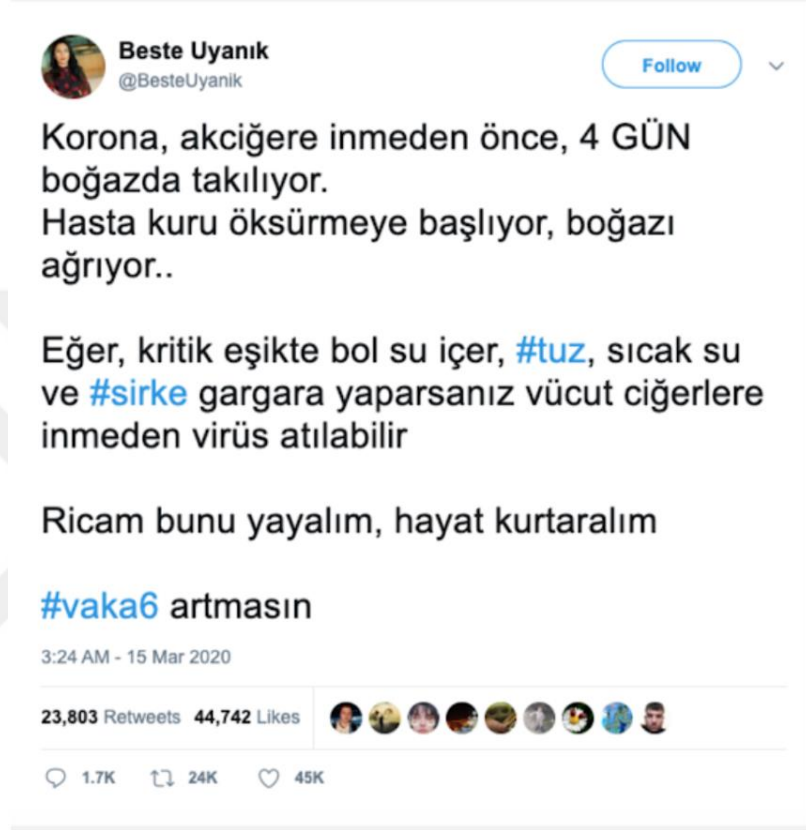 Beste Uyanık
@BesteUyanik
Follow
Korona, akciğere inmeden önce, 4 GÜN
boğazda takılıyor.
Hasta kuru öksürmeye başlıyor, boğazı
ağrıyor..
Eğer, kritik eşikte bol su içer, #tuz, sıcak su
ve #sirke gargara yaparsanız vücut ciğerlere
inmeden virüs atılabilir
Ricam bunu yayalım, hayat kurtaralım
#vaka6 artmasın
3:24 AM - 15 Mar 2020
23,803 Retweets 44,742 Likes
1.7K 24K 45K